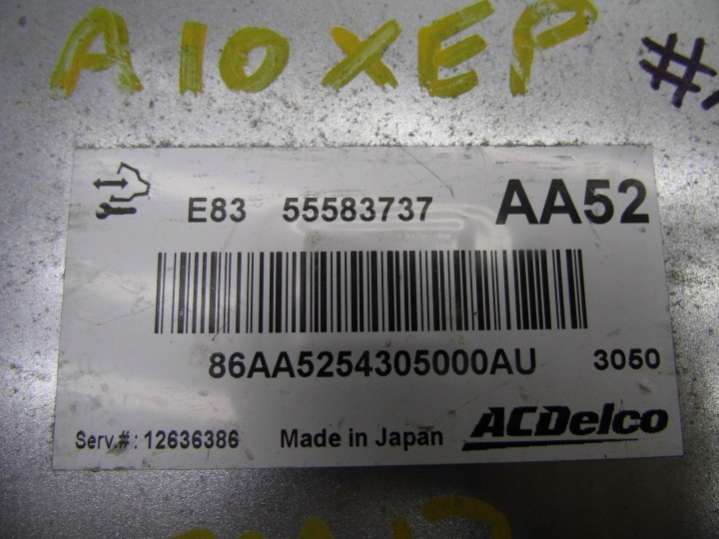 A10XEP
E83 55583737 AA52
86AA5254305000AU 3050
Serv.#: 12636386 Made in Japan ACDelco